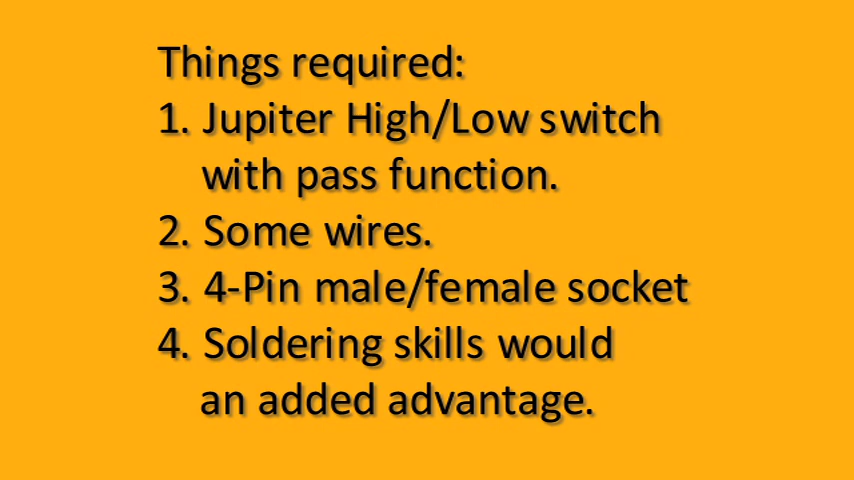 Things required:
1. Jupiter High/Low switch
with pass function.
2. Some wires.
3. 4-Pin male/female socket
4. Soldering skills would
an added advantage.